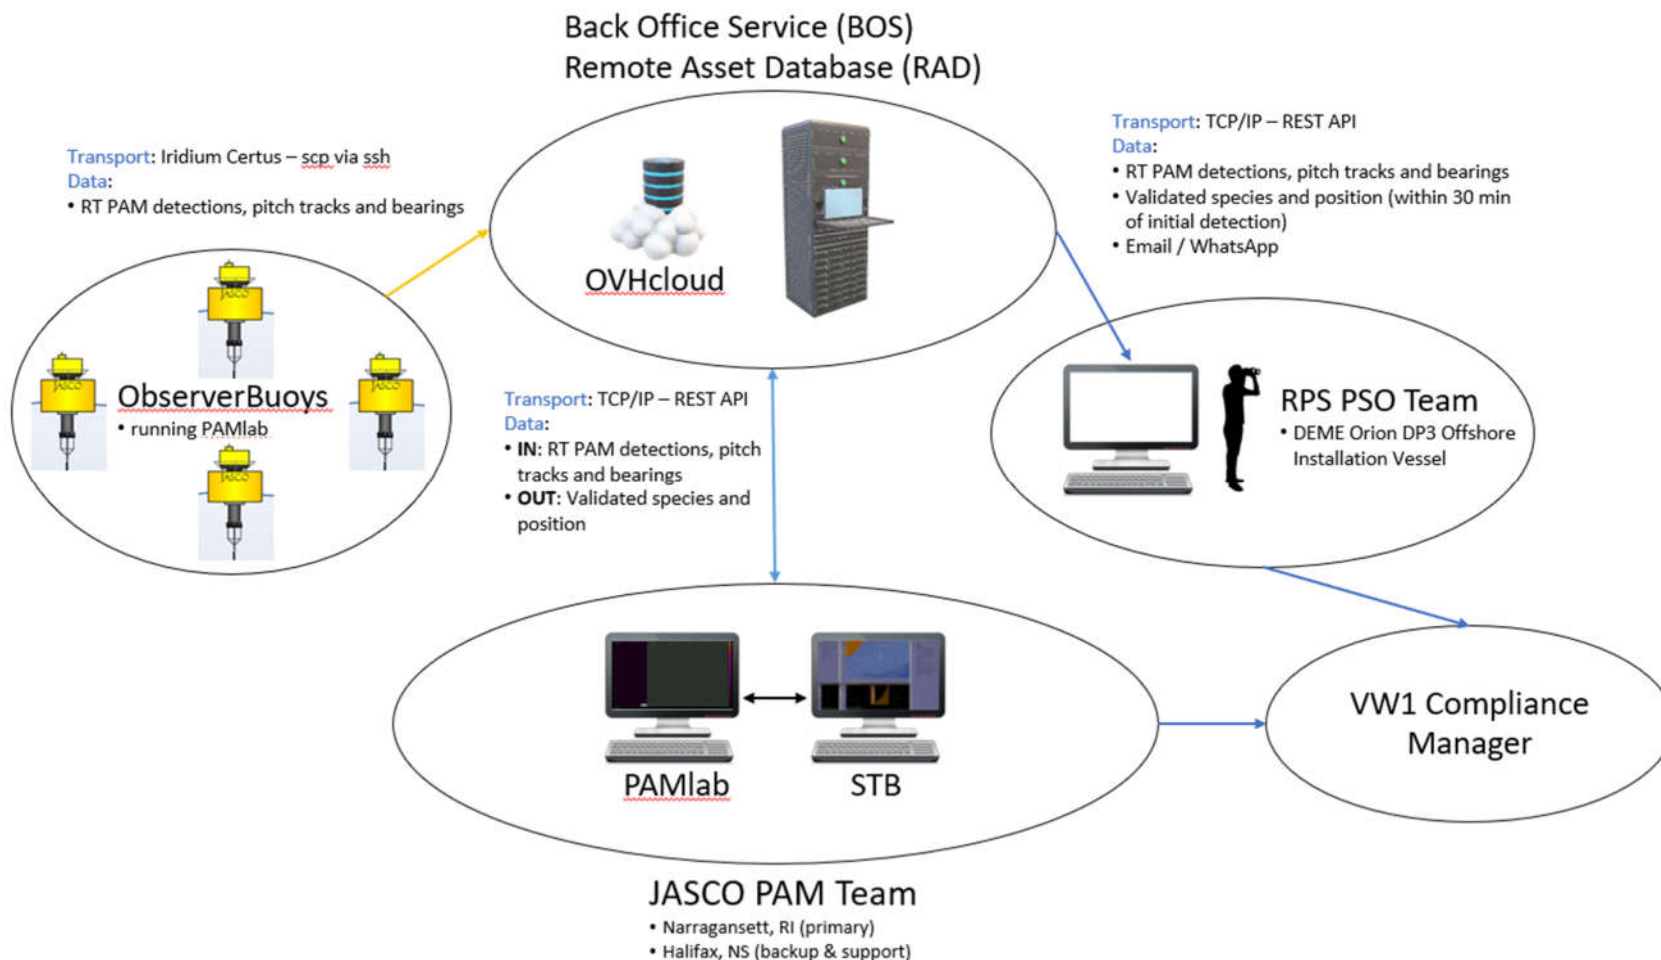 Back Office Service (BOS)
Remote Asset Database (RAD)
Transport: Iridium Certus – scp via ssh
Data:
• RT PAM detections, pitch tracks and bearings
Transport: TCP/IP – REST API
Data:
• RT PAM detections, pitch tracks and bearings
• Validated species and position (within 30 min
of initial detection)
• Email / WhatsApp
OVHcloud
JASCO
JASCO
JASCO
JASCO
ObserverBuoys
• running PAMlab
Transport: TCP/IP – REST API
Data:
• IN: RT PAM detections, pitch
tracks and bearings
• OUT: Validated species and
position
RPS PSO Team
• DEME Orion DP3 Offshore
Installation Vessel
PAMlab
STB
VW1 Compliance
Manager
JASCO PAM Team
• Narragansett, RI (primary)
• Halifax, NS (backup & support)